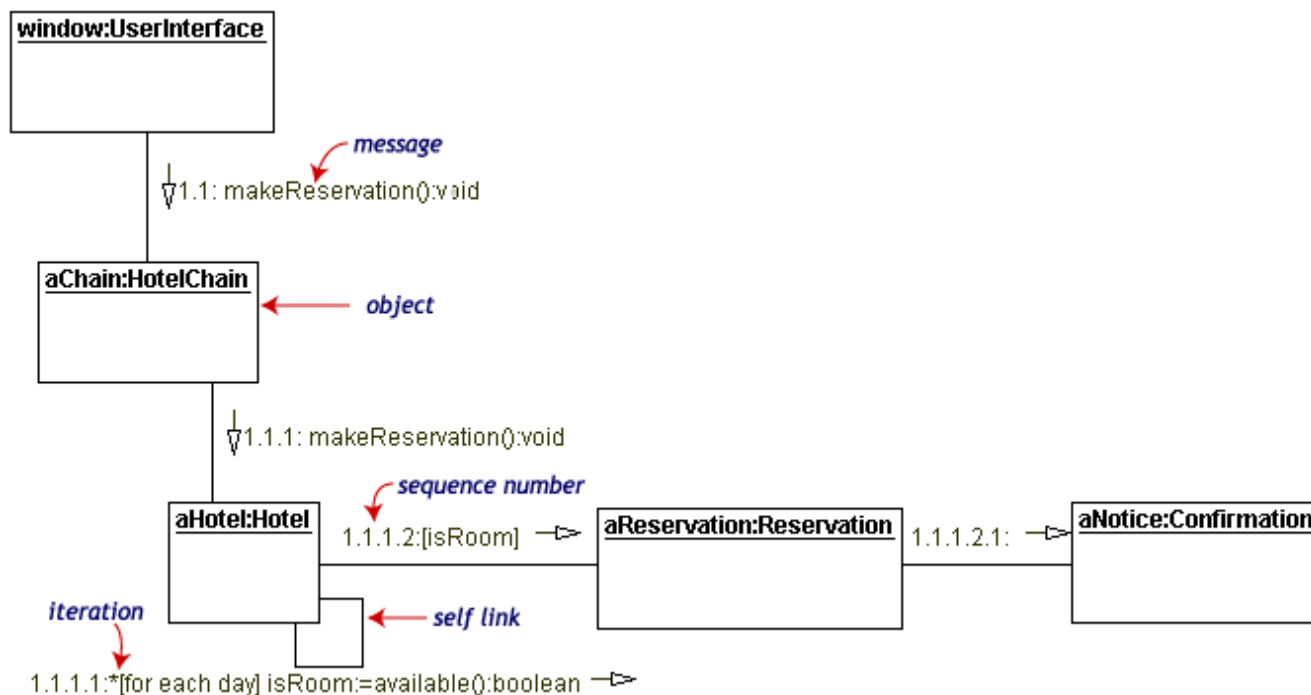 window:UserInterface
message
1.1: makeReservation():void
aChain:HotelChain
object
1.1.1: makeReservation():void
sequence number
aHotel:Hotel
1.1.1.2:[isRoom]
aReservation:Reservation
1.1.1.2.1:
aNotice:Confirmation
iteration
self link
1.1.1.1:*[for each day] isRoom:=available():boolean